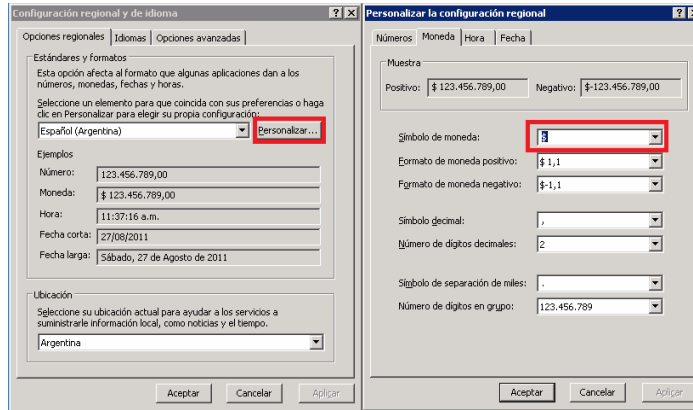 Configuración regional y de idioma
Opciones regionales
Idiomas
Opciones avanzadas
Estándares y formatos
Esta opción afecta al formato que algunas aplicaciones dan a los
números, monedas, fechas y horas.
Seleccione un elemento para que coincida con sus preferencias o haga
clic en Personalizar para elegir su propia configuración:
Español (Argentina)
Personalizar...
Ejemplos
Número: 123.456.789,00
Moneda: $ 123.456.789,00
Hora: 11:37:16 a.m.
Fecha corta: 27/08/2011
Fecha larga: Sábado, 27 de Agosto de 2011
Ubicación
Seleccione su ubicación actual para ayudar a los servicios a
suministrarle información local, como noticias y el tiempo.
Argentina
Aceptar
Cancelar
Aplicar
Personalizar la configuración regional
Números
Moneda
Hora
Fecha
Muestra
Positivo: $ 123.456.789,00
Negativo: $-123.456.789,00
Símbolo de moneda: $
Formato de moneda positivo: $ 1,1
Formato de moneda negativo: $-1,1
Símbolo decimal: ,
Número de dígitos decimales: 2
Símbolo de separación de miles: .
Número de dígitos en grupo: 123.456.789
Aceptar
Cancelar
Aplicar